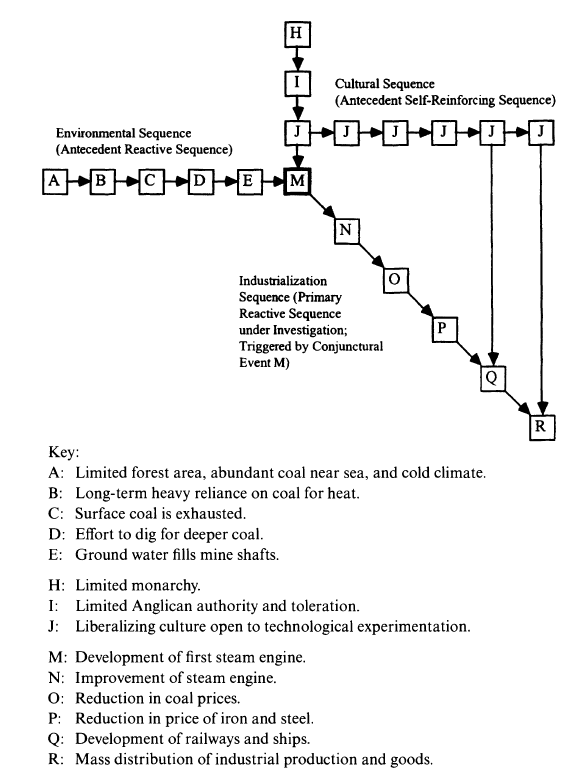 H
I
Cultural Sequence
(Antecedent Self-Reinforcing Sequence)
J J J J J J
Environmental Sequence
(Antecedent Reactive Sequence)
A B C D E M
N
O
Industrialization
Sequence (Primary
Reactive Sequence
under Investigation;
Triggered by Conjunctural
Event M)
P
Q
R
Key:
A: Limited forest area, abundant coal near sea, and cold climate.
B: Long-term heavy reliance on coal for heat.
C: Surface coal is exhausted.
D: Effort to dig for deeper coal.
E: Ground water fills mine shafts.
H: Limited monarchy.
I: Limited Anglican authority and toleration.
J: Liberalizing culture open to technological experimentation.
M: Development of first steam engine.
N: Improvement of steam engine.
O: Reduction in coal prices.
P: Reduction in price of iron and steel.
Q: Development of railways and ships.
R: Mass distribution of industrial production and goods.